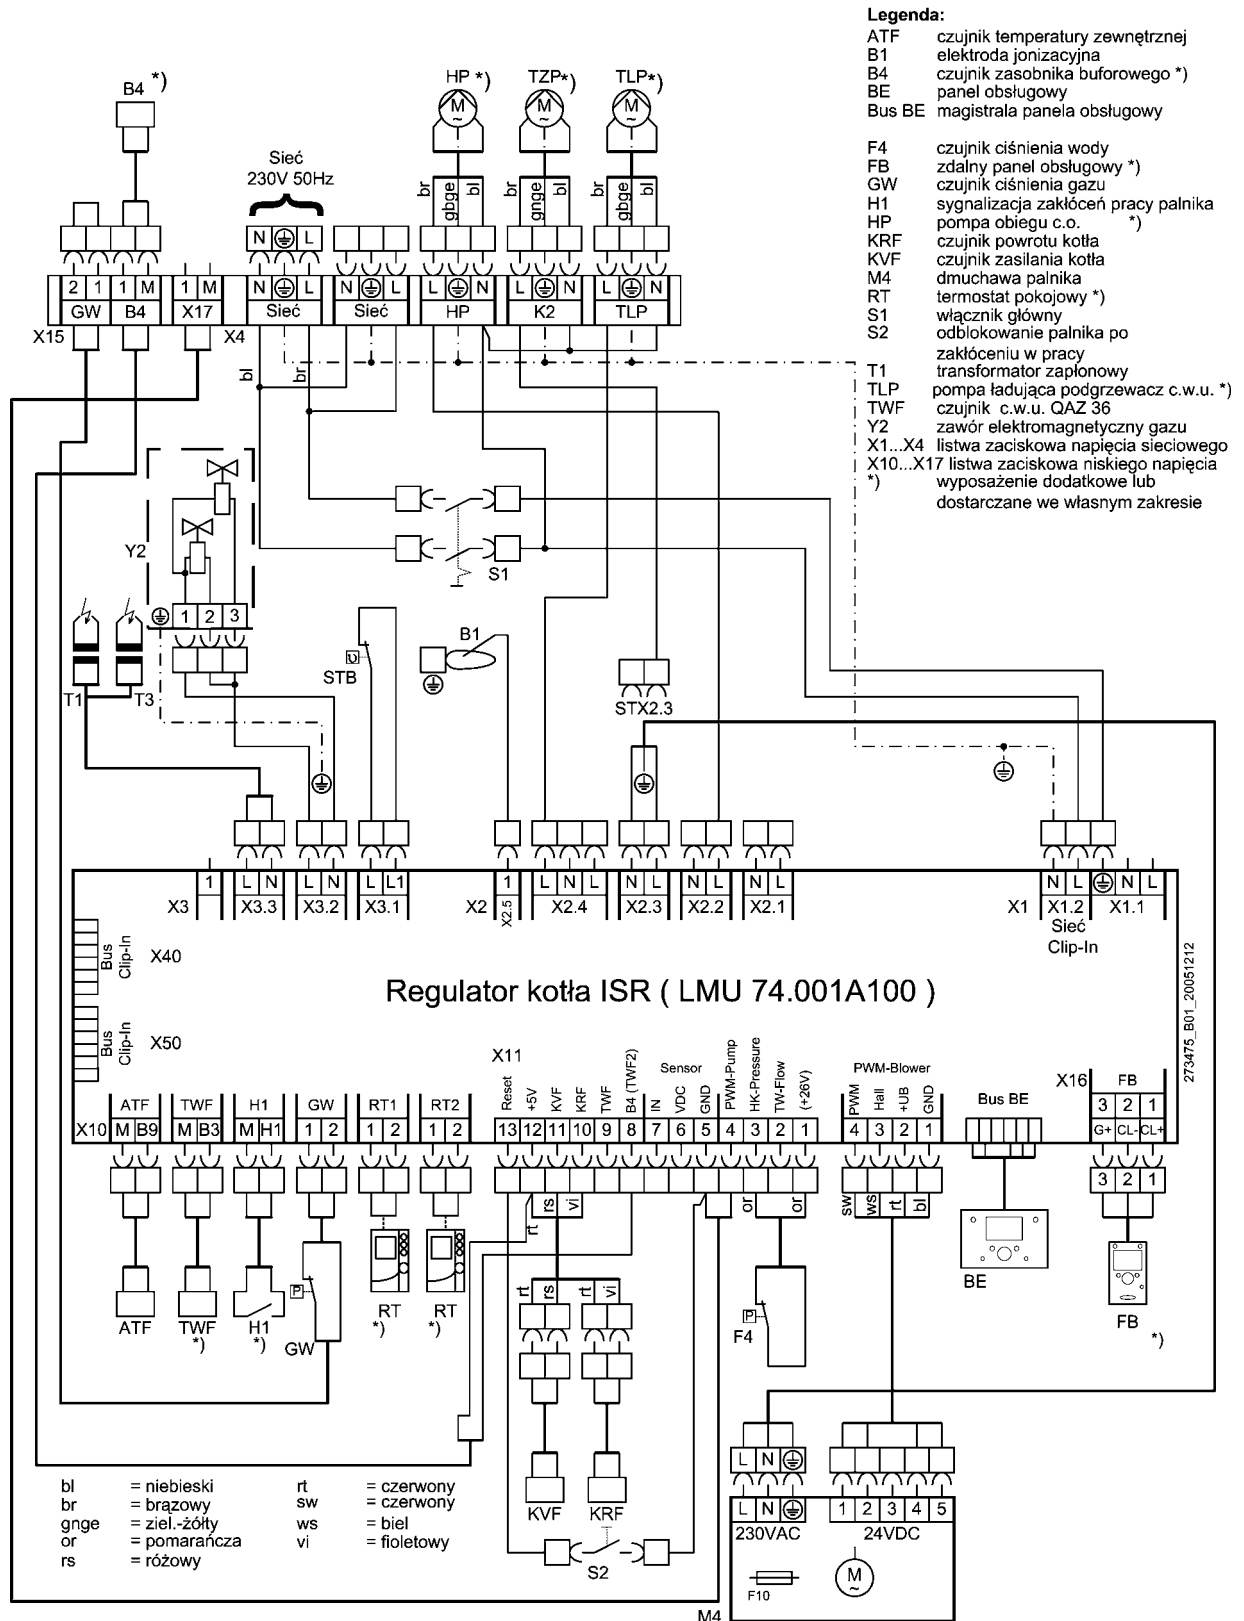 Legenda:
ATF czujnik temperatury zewnętrznej
B1 elektroda jonizacyjna
B4 czujnik zasobnika buforowego *)
BE panel obsługowy
Bus BE magistrala panela obsługowy
F4 czujnik ciśnienia wody
FB zdalny panel obsługowy *)
GW czujnik ciśnienia gazu
H1 sygnalizacja zakłóceń pracy palnika
HP pompa obiegu c.o. *)
KRF czujnik powrotu kotła
KVF czujnik zasilania kotła
M4 dmuchawa palnika
RT termostat pokojowy *)
S1 włącznik główny
S2 odblokowanie palnika po
zakłóceniu w pracy
T1 transformator zapłonowy
TLP pompa ładująca podgrzewacz c.w.u. *)
TWF czujnik c.w.u. QAZ 36
Y2 zawór elektromagnetyczny gazu
X1...X4 listwa zaciskowa napięcia sieciowego
X10...X17 listwa zaciskowa niskiego napięcia
*) wyposażenie dodatkowe lub
dostarczane we własnym zakresie
B4 *)
HP *) TZP*) TLP*)
M M M
~ ~ ~
Sieć
230V 50Hz
br gbge bl br gnge bl br gbge bl
N L
2 1 1 M 1 M N L N L L N L N L N
GW B4 X17 Sieć Sieć HP K2 TLP
X15 X4
bl br
Y2
S1
1 2 3
B1
STB
T1 T3
STX2.3
1 L N L N L L1 1 L N L N L L N L N N L N L
X3 X3.3 X3.2 X3.1 X2 X2.5 X2.4 X2.3 X2.2 X2.1 X1 X1.2 X1.1
Sieć
Clip-In
Bus
Clip-In
X40
Regulator kotła ISR ( LMU 74.001A100 )
Bus
Clip-In
X50
273475_B01_20051212
X11
Reset +5V KVF KRF TWF B4 (TWF2) Sensor IN VDC GND PWM-Pump HK-Pressure TW-Flow (+26V)
PWM-Blower
PWM Hall +UB GND
Bus BE
X16 FB
3 2 1
G+ CL- CL+
ATF TWF H1 GW RT1 RT2
X10 M B9 M B3 M H1 1 2 1 2 1 2 13 12 11 10 9 8 7 6 5 4 3 2 1 4 3 2 1
3 2 1
rt rs vi or or sw ws rt bl
P
ATF TWF *) H1 *) GW RT *) RT *)
rt rs rt vi
P
F4
BE
FB *)
KVF KRF
S2
L N
L N 1 2 3 4 5
230VAC 24VDC
F10
M
~
M4
bl = niebieski
br = brązowy
gnge = ziel.-żółty
or = pomarańcza
rs = różowy
rt = czerwony
sw = czerwony
ws = biel
vi = fioletowy